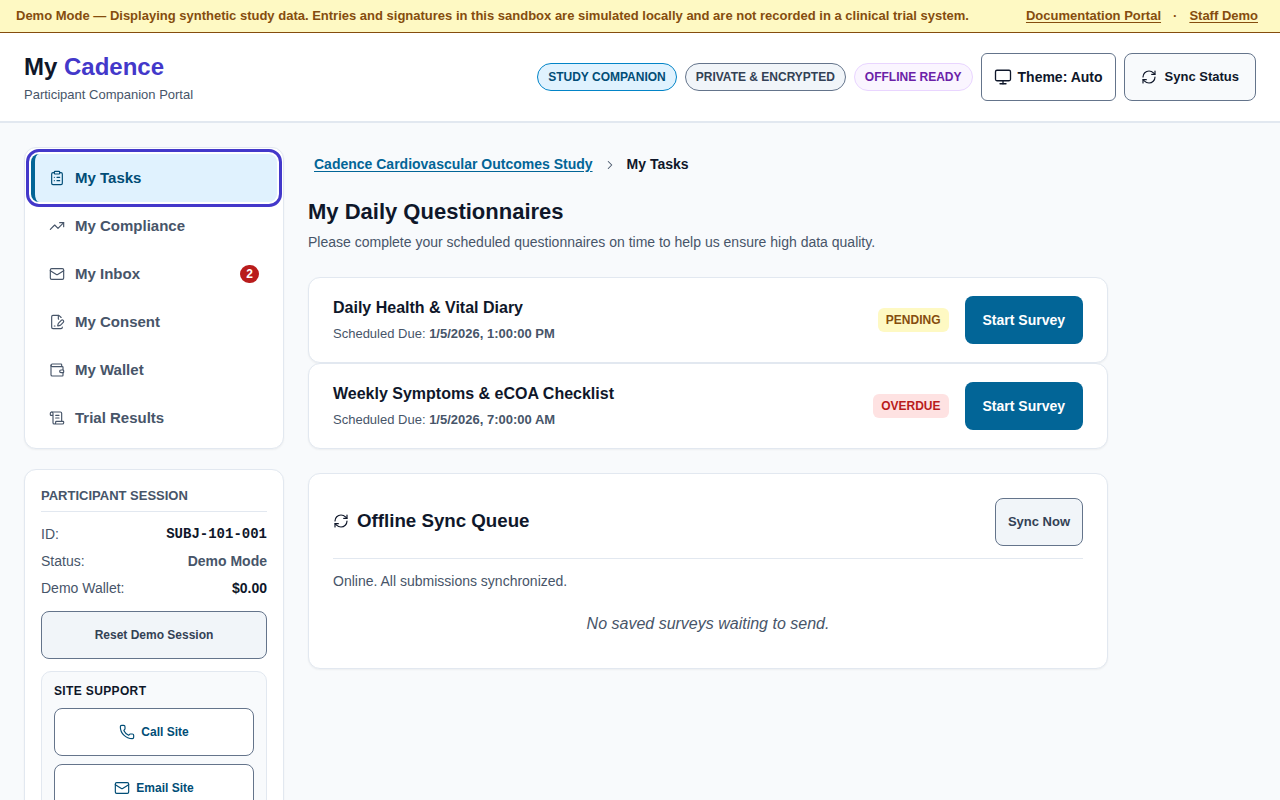 Demo Mode — Displaying synthetic study data. Entries and signatures in this sandbox are simulated locally and are not recorded in a clinical trial system.
Documentation Portal · Staff Demo
My Cadence
Participant Companion Portal
STUDY COMPANION
PRIVATE & ENCRYPTED
OFFLINE READY
Theme: Auto
Sync Status
My Tasks
My Compliance
My Inbox 2
My Consent
My Wallet
Trial Results
PARTICIPANT SESSION
ID: SUBJ-101-001
Status: Demo Mode
Demo Wallet: $0.00
Reset Demo Session
SITE SUPPORT
Call Site
Email Site
Cadence Cardiovascular Outcomes Study > My Tasks
My Daily Questionnaires
Please complete your scheduled questionnaires on time to help us ensure high data quality.
Daily Health & Vital Diary
Scheduled Due: 1/5/2026, 1:00:00 PM
PENDING
Start Survey
Weekly Symptoms & eCOA Checklist
Scheduled Due: 1/5/2026, 7:00:00 AM
OVERDUE
Start Survey
Offline Sync Queue
Sync Now
Online. All submissions synchronized.
No saved surveys waiting to send.